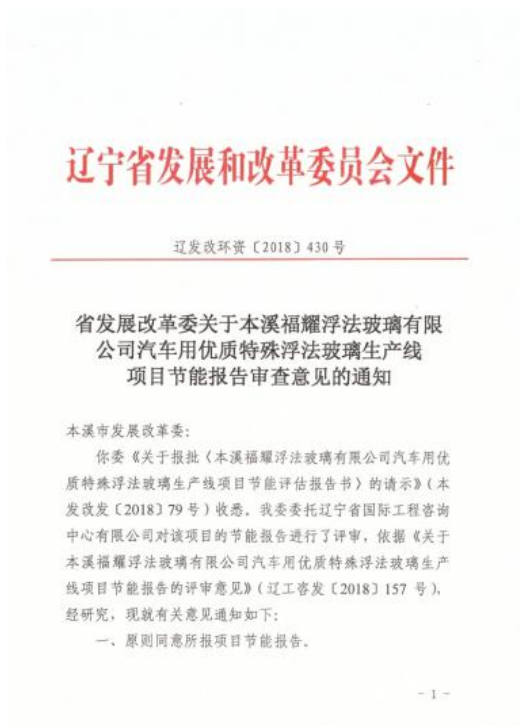 辽宁省发展和改革委员会文件
辽发改环资〔2018〕430号
省发展改革委关于本溪福耀浮法玻璃有限
公司汽车用优质特殊浮法玻璃生产线
项目节能报告审查意见的通知
本溪市发展改革委:
你委《关于报批〈本溪福耀浮法玻璃有限公司汽车用优
质特殊浮法玻璃生产线项目节能评估报告书〉的请示》(本
发改发〔2018〕79号)收悉。我委委托辽宁省国际工程咨询
中心有限公司对该项目的节能报告进行了评审,依据《关于
本溪福耀浮法玻璃有限公司汽车用优质特殊浮法玻璃生产
线项目节能报告的评审意见》(辽工咨发〔2018〕157号),
经研究,现就有关意见通知如下:
一、原则同意所报项目节能报告。
- 1 -